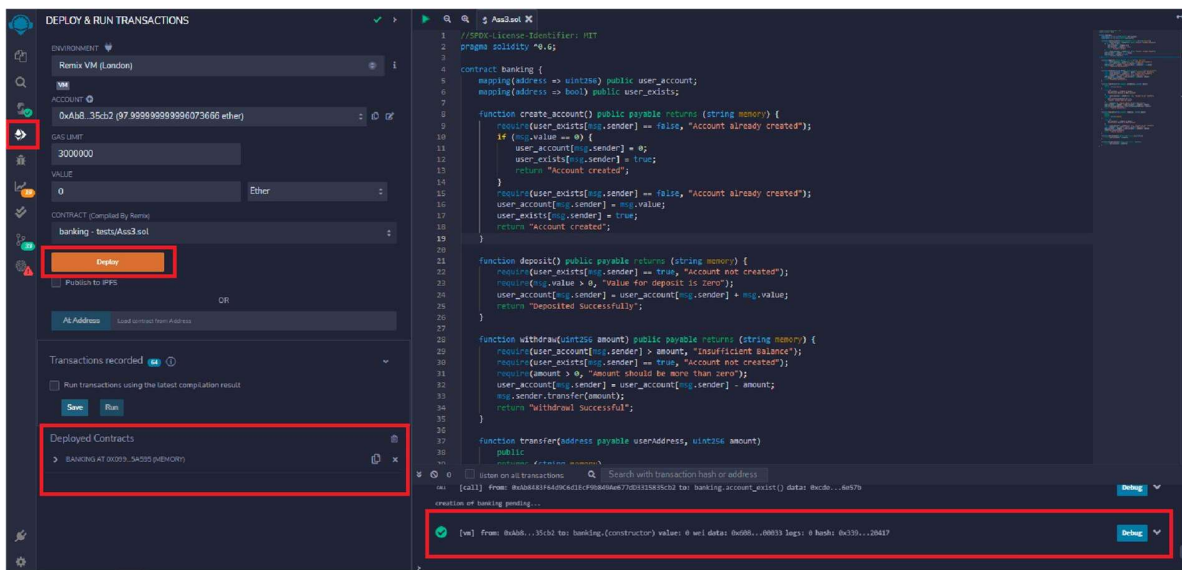 DEPLOY & RUN TRANSACTIONS
ENVIRONMENT
Remix VM (London)
VM
ACCOUNT
0xAb8...35cb2 (97.999999999996073666 ether)
GAS LIMIT
3000000
VALUE
0 Ether
CONTRACT (Compiled By Remix)
banking - tests/Ass3.sol
Deploy
Publish to IPFS
OR
At Address Load contract from Address
Transactions recorded 64
Run transactions using the latest compilation result
Save Run
Deployed Contracts
BANKING AT 0X099...5A595 (MEMORY)
Ass3.sol
1 //SPDX-License-Identifier: MIT
2 pragma solidity ^0.6;
3
4 contract banking {
5 mapping(address => uint256) public user_account;
6 mapping(address => bool) public user_exists;
7
8 function create_account() public payable returns (string memory) {
9 require(user_exists[msg.sender] == false, "Account already created");
10 if (msg.value == 0) {
11 user_account[msg.sender] = 0;
12 user_exists[msg.sender] = true;
13 return "Account created";
14 }
15 require(user_exists[msg.sender] == false, "Account already created");
16 user_account[msg.sender] = msg.value;
17 user_exists[msg.sender] = true;
18 return "Account created";
19 }
20
21 function deposit() public payable returns (string memory) {
22 require(user_exists[msg.sender] == true, "Account not created");
23 require(msg.value > 0, "Value for deposit is Zero");
24 user_account[msg.sender] = user_account[msg.sender] + msg.value;
25 return "Deposited Successfully";
26 }
27
28 function withdraw(uint256 amount) public payable returns (string memory) {
29 require(user_account[msg.sender] > amount, "Insufficient Balance");
30 require(user_exists[msg.sender] == true, "Account not created");
31 require(amount > 0, "Amount should be more than zero");
32 user_account[msg.sender] = user_account[msg.sender] - amount;
33 msg.sender.transfer(amount);
34 return "Withdrawl Successful";
35 }
36
37 function transfer(address payable userAddress, uint256 amount)
38 public
returns (string memory)
0 listen on all transactions Search with transaction hash or address
[call] from: 0xAb8483F64d9C6d1EcF9b849Ae677dD3315835cb2 to: banking.account_exist() data: 0xcde...6e57b Debug
creation of banking pending...
[vm] from: 0xAb8...35cb2 to: banking.(constructor) value: 0 wei data: 0x608...00033 logs: 0 hash: 0x339...20417 Debug